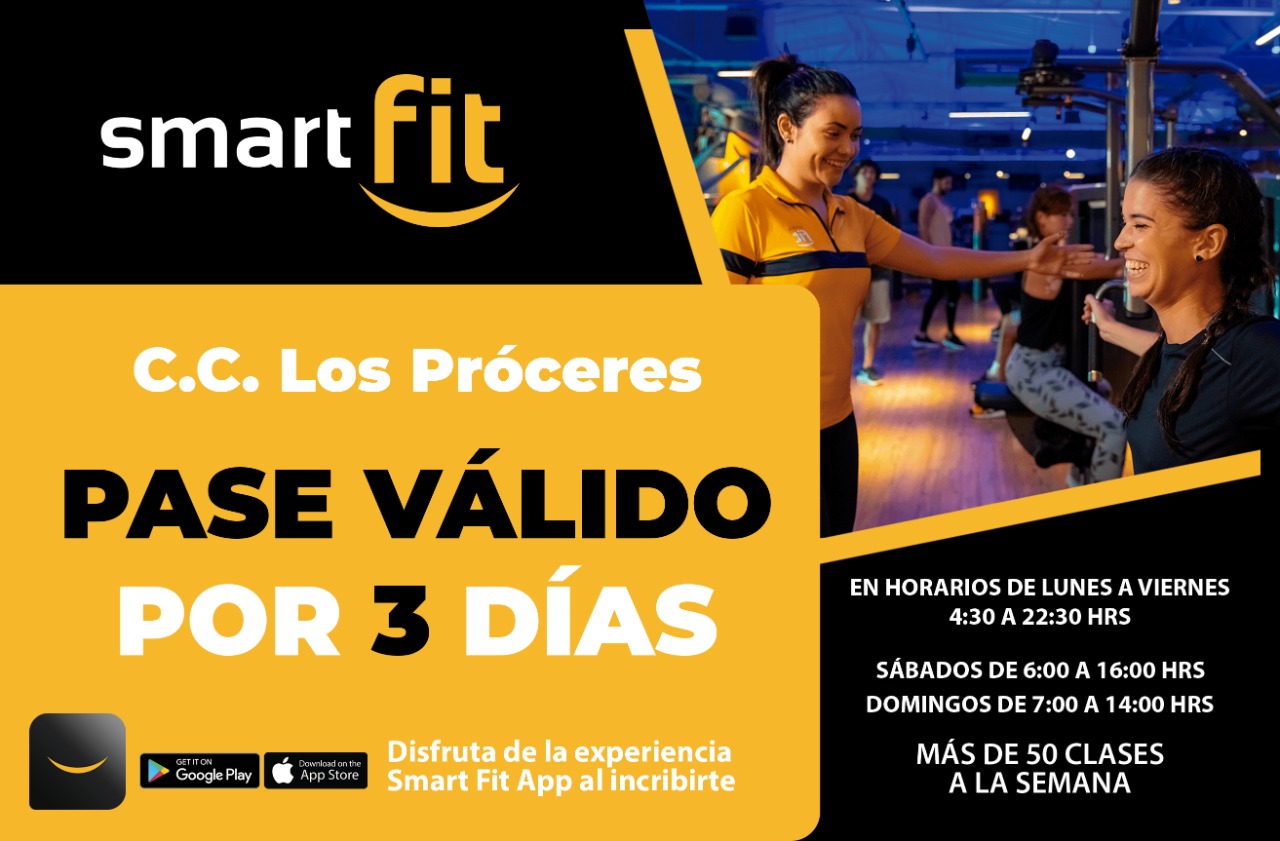 smart fit
C.C. Los Próceres
PASE VÁLIDO
POR 3 DÍAS
GET IT ON
Google Play
Download on the
App Store
Disfruta de la experiencia
Smart Fit App al incribirte
EN HORARIOS DE LUNES A VIERNES
4:30 A 22:30 HRS
SÁBADOS DE 6:00 A 16:00 HRS
DOMINGOS DE 7:00 A 14:00 HRS
MÁS DE 50 CLASES
A LA SEMANA